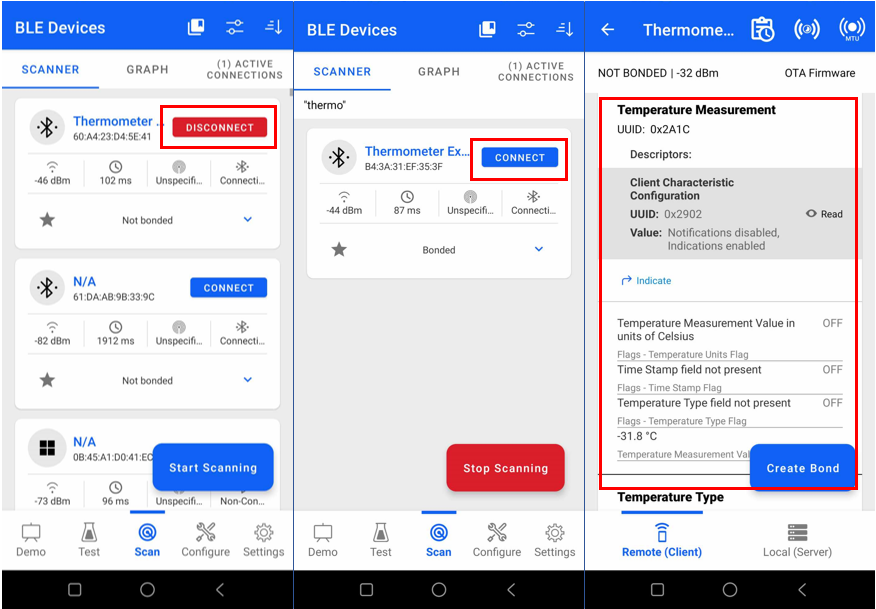 BLE Devices
SCANNER
GRAPH
(1) ACTIVE
CONNECTIONS
Thermometer ...
60:A4:23:D4:5E:41
DISCONNECT
-46 dBm
102 ms
Unspecifi...
Connecti...
Not bonded
N/A
61:DA:AB:9B:33:9C
CONNECT
-82 dBm
1912 ms
Unspecifi...
Connecti...
Not bonded
N/A
0B:45:A1:D0:41:EC
Start Scanning
-73 dBm
96 ms
Unspecifi...
Non-Con...
Demo
Test
Scan
Configure
Settings
BLE Devices
SCANNER
GRAPH
(1) ACTIVE
CONNECTIONS
"thermo"
Thermometer Ex...
B4:3A:31:EF:35:3F
CONNECT
-44 dBm
87 ms
Unspecifi...
Connecti...
Bonded
Stop Scanning
Demo
Test
Scan
Configure
Settings
Thermome...
MTU
NOT BONDED | -32 dBm
OTA Firmware
Temperature Measurement
UUID: 0x2A1C
Descriptors:
Client Characteristic
Configuration
UUID: 0x2902
Read
Value: Notifications disabled,
Indications enabled
Indicate
Temperature Measurement Value in
units of Celsius
OFF
Flags - Temperature Units Flag
Time Stamp field not present
OFF
Flags - Time Stamp Flag
Temperature Type field not present
OFF
Flags - Temperature Type Flag
-31.8 °C
Temperature Measurement Val
Create Bond
Temperature Type
Remote (Client)
Local (Server)